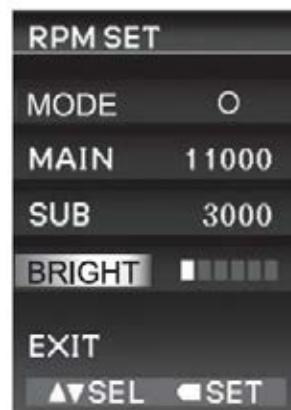 RPM SET
MODE O
MAIN 11000
SUB 3000
BRIGHT
EXIT
▲▼SEL ◀SET